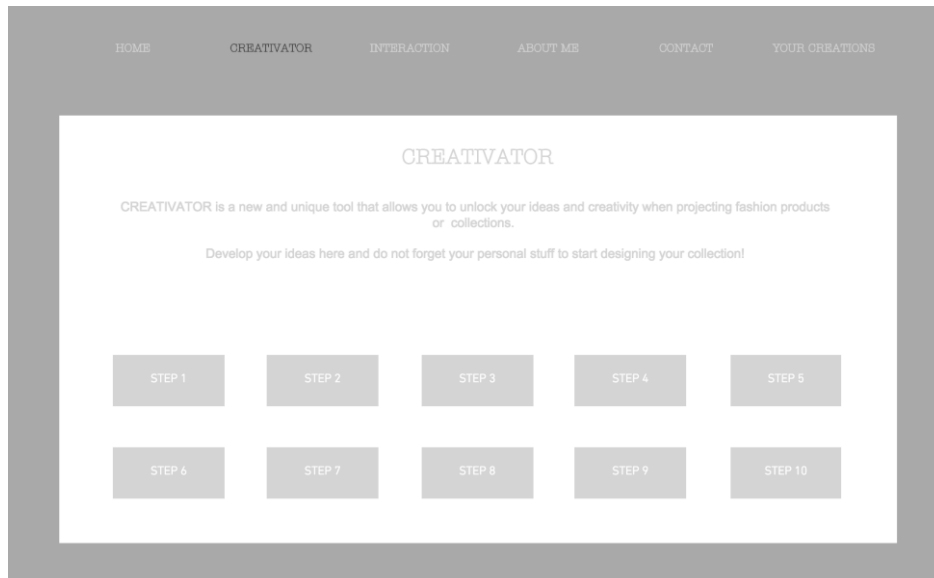 HOME CREATIVATOR INTERACTION ABOUT ME CONTACT YOUR CREATIONS
CREATIVATOR
CREATIVATOR is a new and unique tool that allows you to unlock your ideas and creativity when projecting fashion products
or collections.
Develop your ideas here and do not forget your personal stuff to start designing your collection!
STEP 1 STEP 2 STEP 3 STEP 4 STEP 5
STEP 6 STEP 7 STEP 8 STEP 9 STEP 10